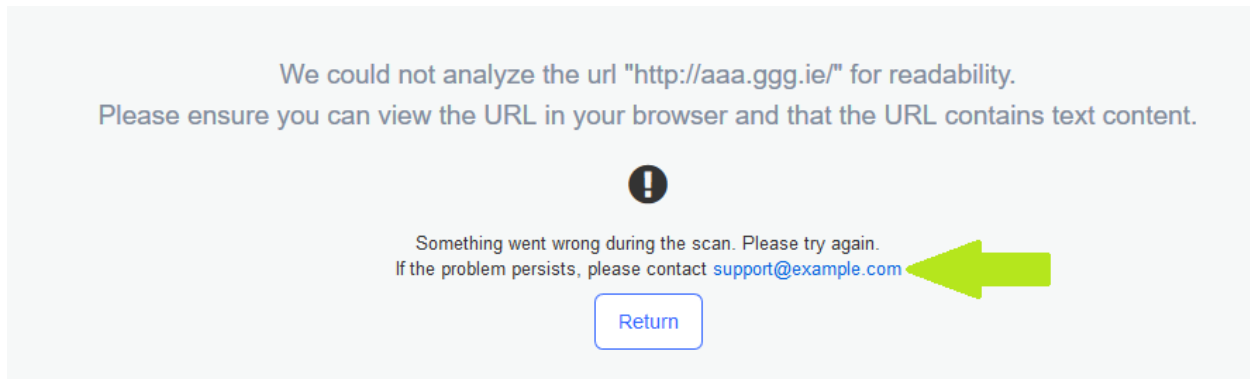 We could not analyze the url "http://aaa.ggg.ie/" for readability.
Please ensure you can view the URL in your browser and that the URL contains text content.
Something went wrong during the scan. Please try again.
If the problem persists, please contact support@example.com
Return